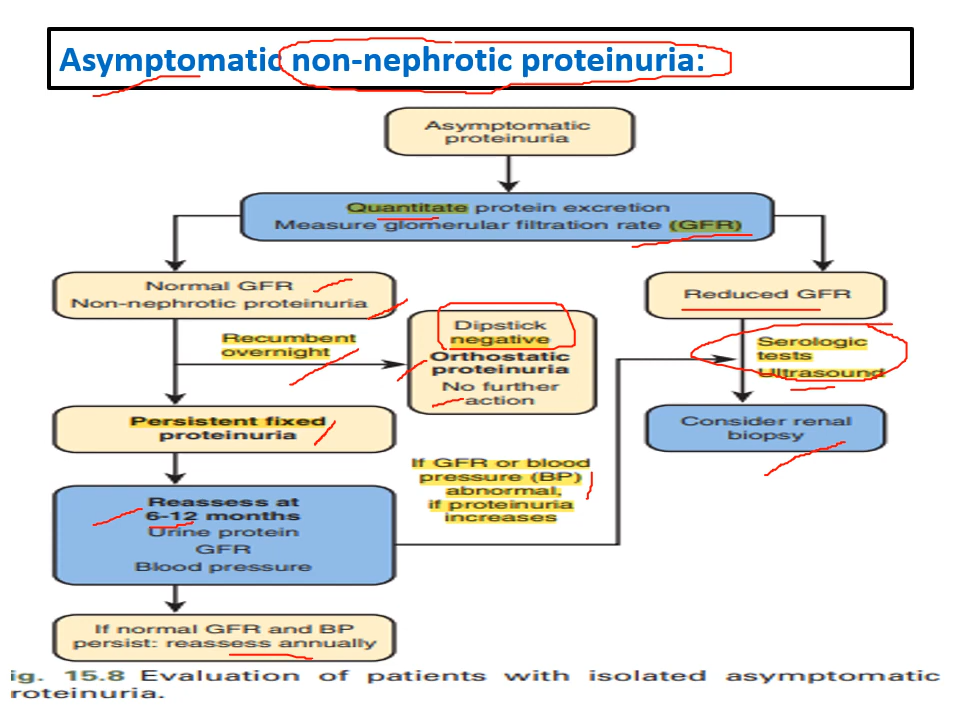 Asymptomatic non-nephrotic proteinuria:
Asymptomatic
proteinuria
Quantitate protein excretion
Measure glomerular filtration rate (GFR)
Normal GFR
Non-nephrotic proteinuria
Reduced GFR
Recumbent
overnight
Dipstick
negative
Orthostatic
proteinuria
No further
action
Serologic
tests
Ultrasound
Persistent fixed
proteinuria
Consider renal
biopsy
If GFR or blood
pressure (BP)
abnormal,
if proteinuria
increases
Reassess at
6-12 months
Urine protein
GFR
Blood pressure
If normal GFR and BP
persist: reassess annually
ig. 15.8 Evaluation of patients with isolated asymptomatic
roteinuria.